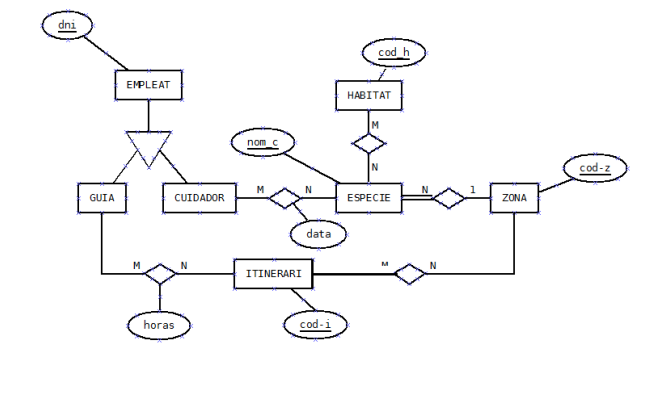 dni
cod_h
EMPLEAT
HABITAT
M
nom_c
N
cod-z
GUIA
CUIDADOR
M
N
ESPECIE
N
1
ZONA
data
M
N
ITINERARI
M
N
horas
cod-i